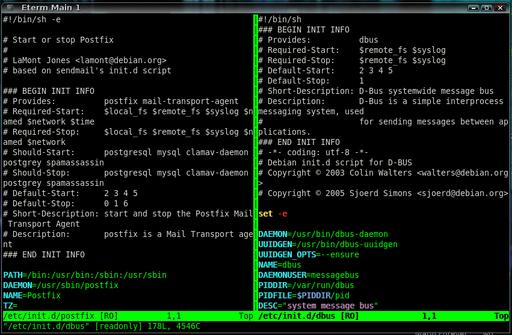 Eterm Main 1
#!/bin/sh -e

# Start or stop Postfix
#
# LaMont Jones <lamont@debian.org>
# based on sendmail's init.d script

### BEGIN INIT INFO
# Provides:          postfix mail-transport-agent
# Required-Start:    $local_fs $remote_fs $syslog $n
amed $network $time
# Required-Stop:     $local_fs $remote_fs $syslog $n
amed $network
# Should-Start:      postgresql mysql clamav-daemon
postgrey spamassassin
# Should-Stop:       postgresql mysql clamav-daemon
postgrey spamassassin
# Default-Start:     2 3 4 5
# Default-Stop:      0 1 6
# Short-Description: start and stop the Postfix Mail
 Transport Agent
# Description:       postfix is a Mail Transport age
nt
### END INIT INFO

PATH=/bin:/usr/bin:/sbin:/usr/sbin
DAEMON=/usr/sbin/postfix
NAME=Postfix
TZ=
/etc/init.d/postfix [RO]          1,1            Top
#!/bin/sh
### BEGIN INIT INFO
# Provides:          dbus
# Required-Start:    $remote_fs $syslog
# Required-Stop:     $remote_fs $syslog
# Default-Start:     2 3 4 5
# Default-Stop:      1
# Short-Description: D-Bus systemwide message bus
# Description:       D-Bus is a simple interprocess
messaging system, used
#                    for sending messages between ap
plications.
### END INIT INFO
# -*- coding: utf-8 -*-
# Debian init.d script for D-BUS
# Copyright © 2003 Colin Walters <walters@debian.org
>
# Copyright © 2005 Sjoerd Simons <sjoerd@debian.org>

set -e

DAEMON=/usr/bin/dbus-daemon
UUIDGEN=/usr/bin/dbus-uuidgen
UUIDGEN_OPTS=--ensure
NAME=dbus
DAEMONUSER=messagebus
PIDDIR=/var/run/dbus
PIDFILE=$PIDDIR/pid
DESC="system message bus"
/etc/init.d/dbus [RO]          1,1            Top
"/etc/init.d/dbus" [readonly] 178L, 4546C